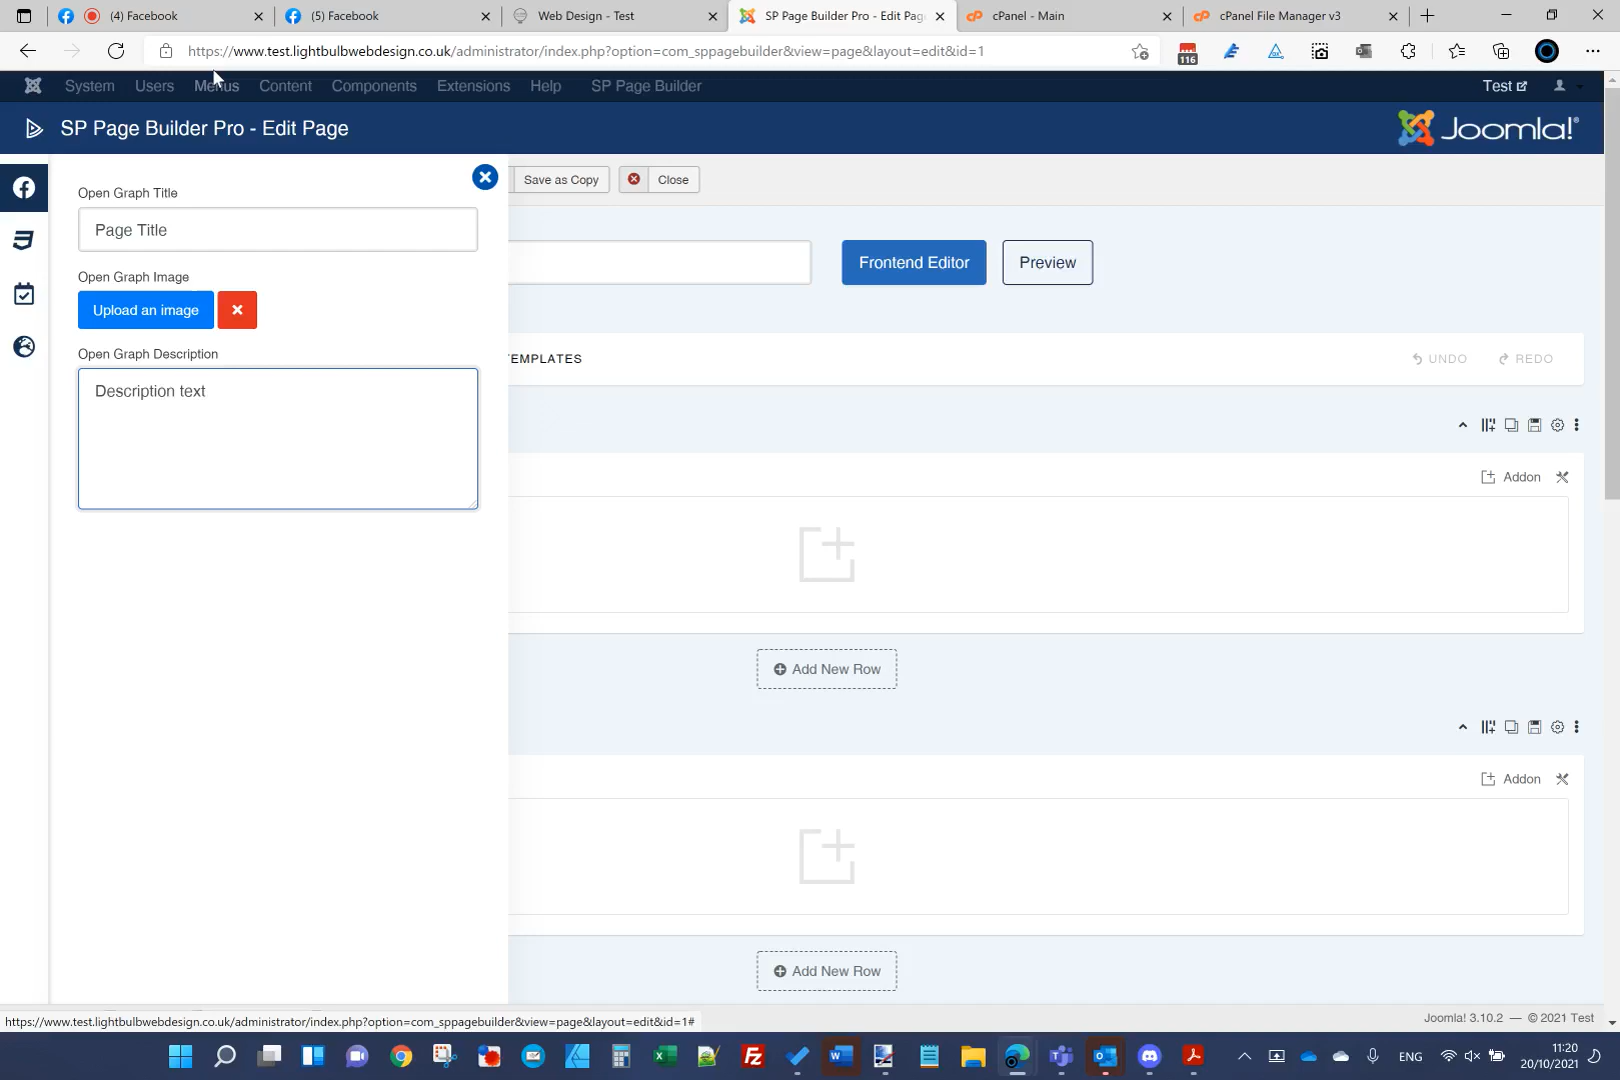 (4) Facebook
(5) Facebook
Web Design - Test
SP Page Builder Pro - Edit Pag
cPanel - Main
cPanel File Manager v3
https://www.test.lightbulbwebdesign.co.uk/administrator/index.php?option=com_sppagebuilder&view=page&layout=edit&id=1
116
System
Users
Menus
Content
Components
Extensions
Help
SP Page Builder
Test
SP Page Builder Pro - Edit Page
Joomla!®
Open Graph Title
Page Title
Open Graph Image
Upload an image
Open Graph Description
Description text
Save as Copy
Close
Frontend Editor
Preview
TEMPLATES
UNDO
REDO
Addon
Add New Row
Addon
Add New Row
https://www.test.lightbulbwebdesign.co.uk/administrator/index.php?option=com_sppagebuilder&view=page&layout=edit&id=1#
Joomla! 3.10.2 — © 2021 Test
ENG
11:20
20/10/2021